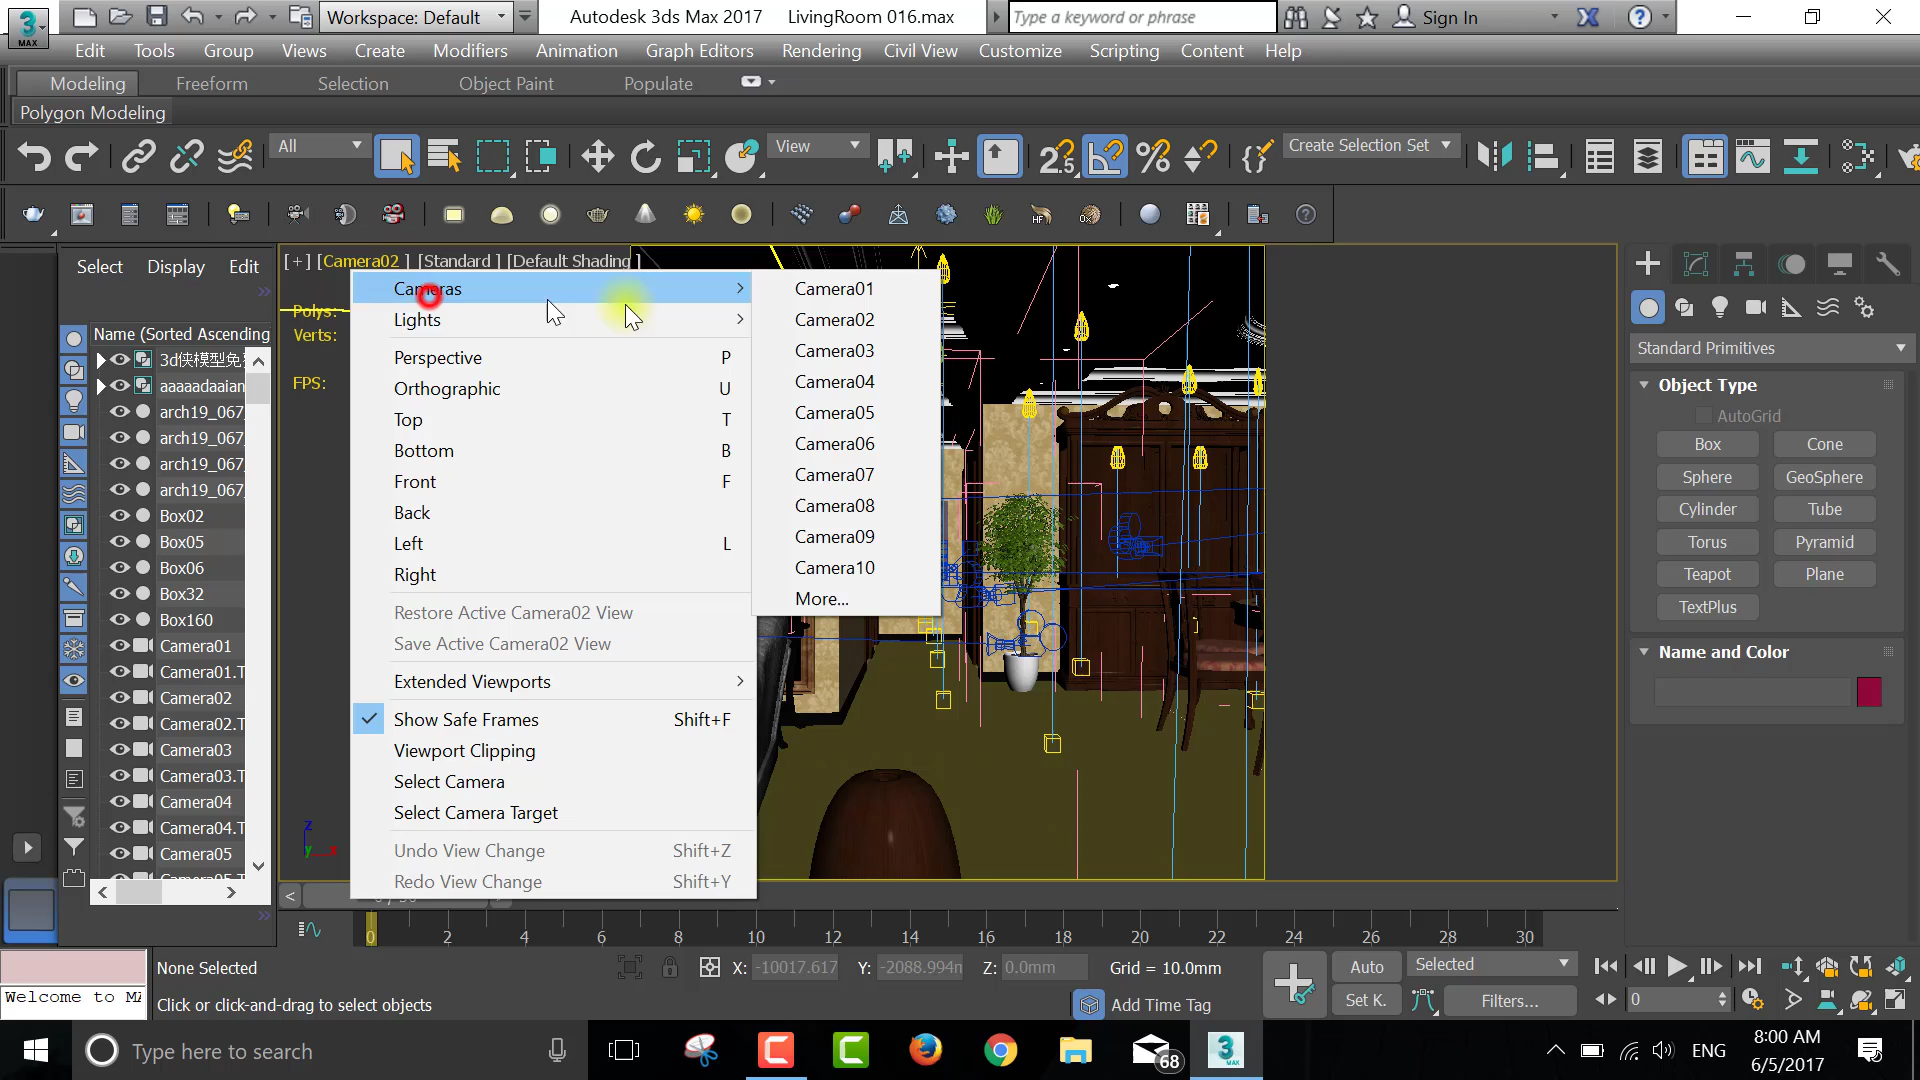 3 MAX
Workspace: Default
Autodesk 3ds Max 2017 LivingRoom 016.max
Type a keyword or phrase
Sign In
Edit Tools Group Views Create Modifiers Animation Graph Editors Rendering Civil View Customize Scripting Content Help
Modeling Freeform Selection Object Paint Populate
Polygon Modeling
All
View
2.5
Create Selection Set
Select Display Edit
[+] [Camera02 ] [Standard ] [Default Shading ]
Name (Sorted Ascending
3d侠模型免
aaaaadaaian
arch19_067
arch19_067
arch19_067
arch19_067
Box02
Box05
Box06
Box32
Box160
Camera01
Camera01.T
Camera02
Camera02.T
Camera03
Camera03.T
Camera04
Camera04.T
Camera05
Polys:
Verts:
FPS:
Cameras
Lights
Perspective P
Orthographic U
Top T
Bottom B
Front F
Back
Left L
Right
Restore Active Camera02 View
Save Active Camera02 View
Extended Viewports
Show Safe Frames Shift+F
Viewport Clipping
Select Camera
Select Camera Target
Undo View Change Shift+Z
Redo View Change Shift+Y
Camera01
Camera02
Camera03
Camera04
Camera05
Camera06
Camera07
Camera08
Camera09
Camera10
More...
z
y x
Standard Primitives
Object Type
AutoGrid
Box Cone
Sphere GeoSphere
Cylinder Tube
Torus Pyramid
Teapot Plane
TextPlus
Name and Color
0 2 4 6 8 10 12 14 16 18 20 22 24 26 28 30
None Selected
X: -10017.617 Y: -2088.994m Z: 0.0mm Grid = 10.0mm
Auto Selected
Welcome to MA
Click or click-and-drag to select objects
Add Time Tag
Set K. Filters... 0
Type here to search
68
3 MAX
ENG
8:00 AM
6/5/2017